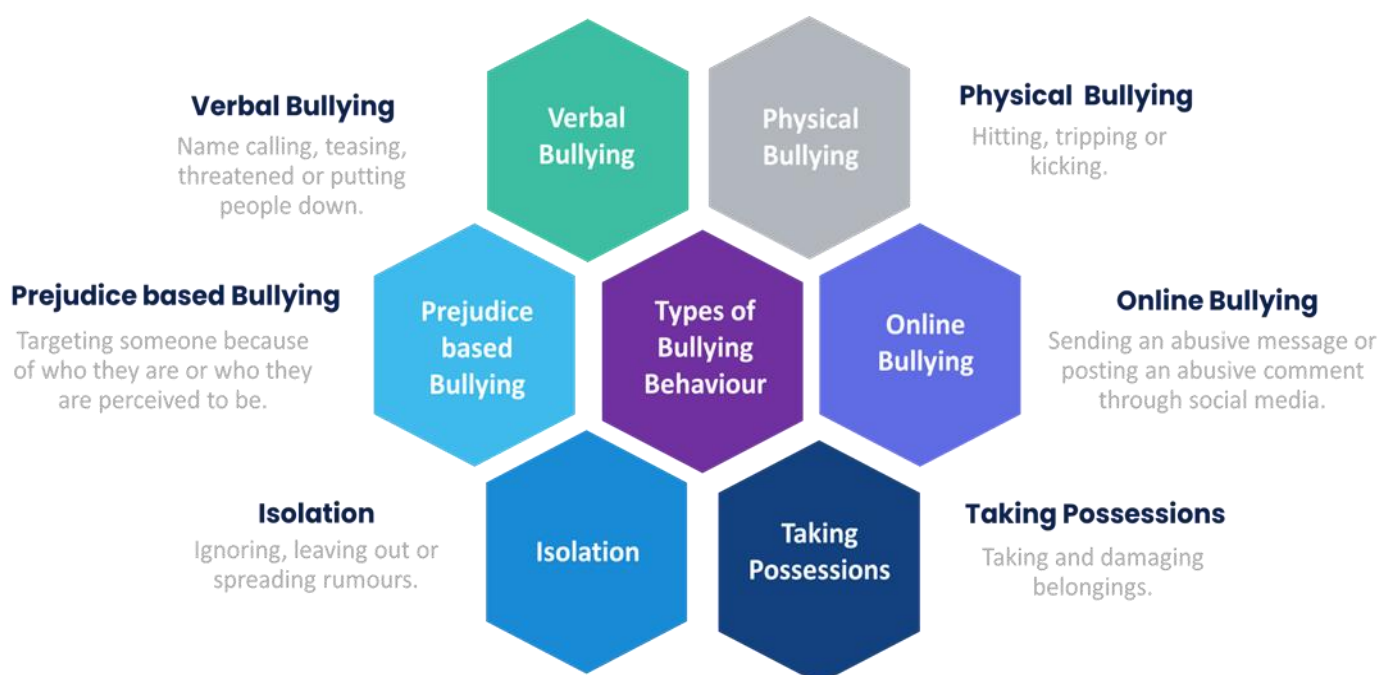 Verbal Bullying
Name calling, teasing,
threatened or putting
people down.
Verbal
Bullying
Physical
Bullying
Physical Bullying
Hitting, tripping or
kicking.
Prejudice based Bullying
Targeting someone because
of who they are or who they
are perceived to be.
Prejudice
based
Bullying
Types of
Bullying
Behaviour
Online
Bullying
Online Bullying
Sending an abusive message or
posting an abusive comment
through social media.
Isolation
Ignoring, leaving out or
spreading rumours.
Isolation
Taking
Possessions
Taking Possessions
Taking and damaging
belongings.